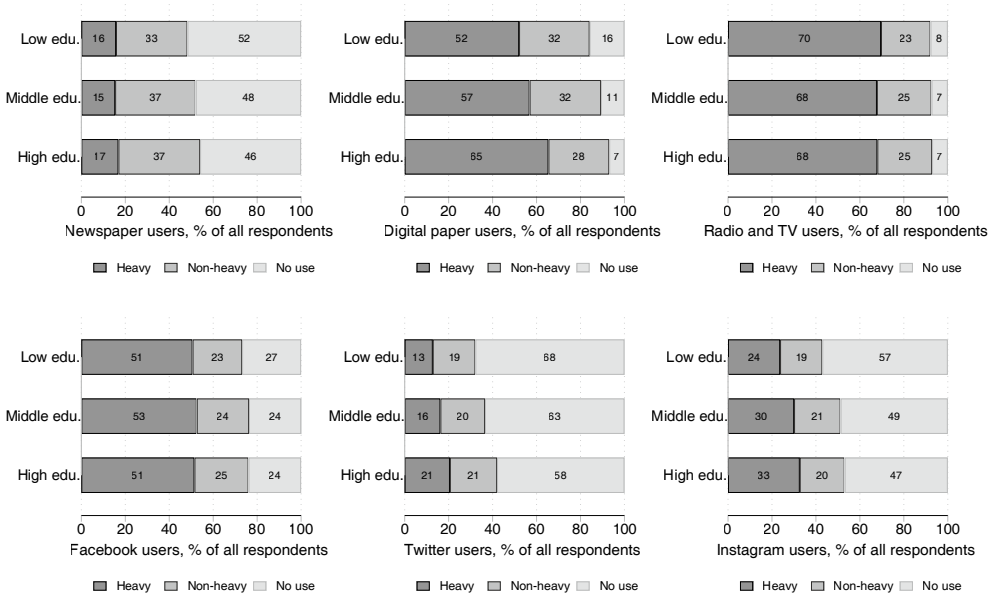 Low edu. 16 33 52
Middle edu. 15 37 48
High edu. 17 37 46
0 20 40 60 80 100
Newspaper users, % of all respondents
Heavy Non-heavy No use
Low edu. 52 32 16
Middle edu. 57 32 11
High edu. 65 28 7
0 20 40 60 80 100
Digital paper users, % of all respondents
Heavy Non-heavy No use
Low edu. 70 23 8
Middle edu. 68 25 7
High edu. 68 25 7
0 20 40 60 80 100
Radio and TV users, % of all respondents
Heavy Non-heavy No use
Low edu. 51 23 27
Middle edu. 53 24 24
High edu. 51 25 24
0 20 40 60 80 100
Facebook users, % of all respondents
Heavy Non-heavy No use
Low edu. 13 19 68
Middle edu. 16 20 63
High edu. 21 21 58
0 20 40 60 80 100
Twitter users, % of all respondents
Heavy Non-heavy No use
Low edu. 24 19 57
Middle edu. 30 21 49
High edu. 33 20 47
0 20 40 60 80 100
Instagram users, % of all respondents
Heavy Non-heavy No use